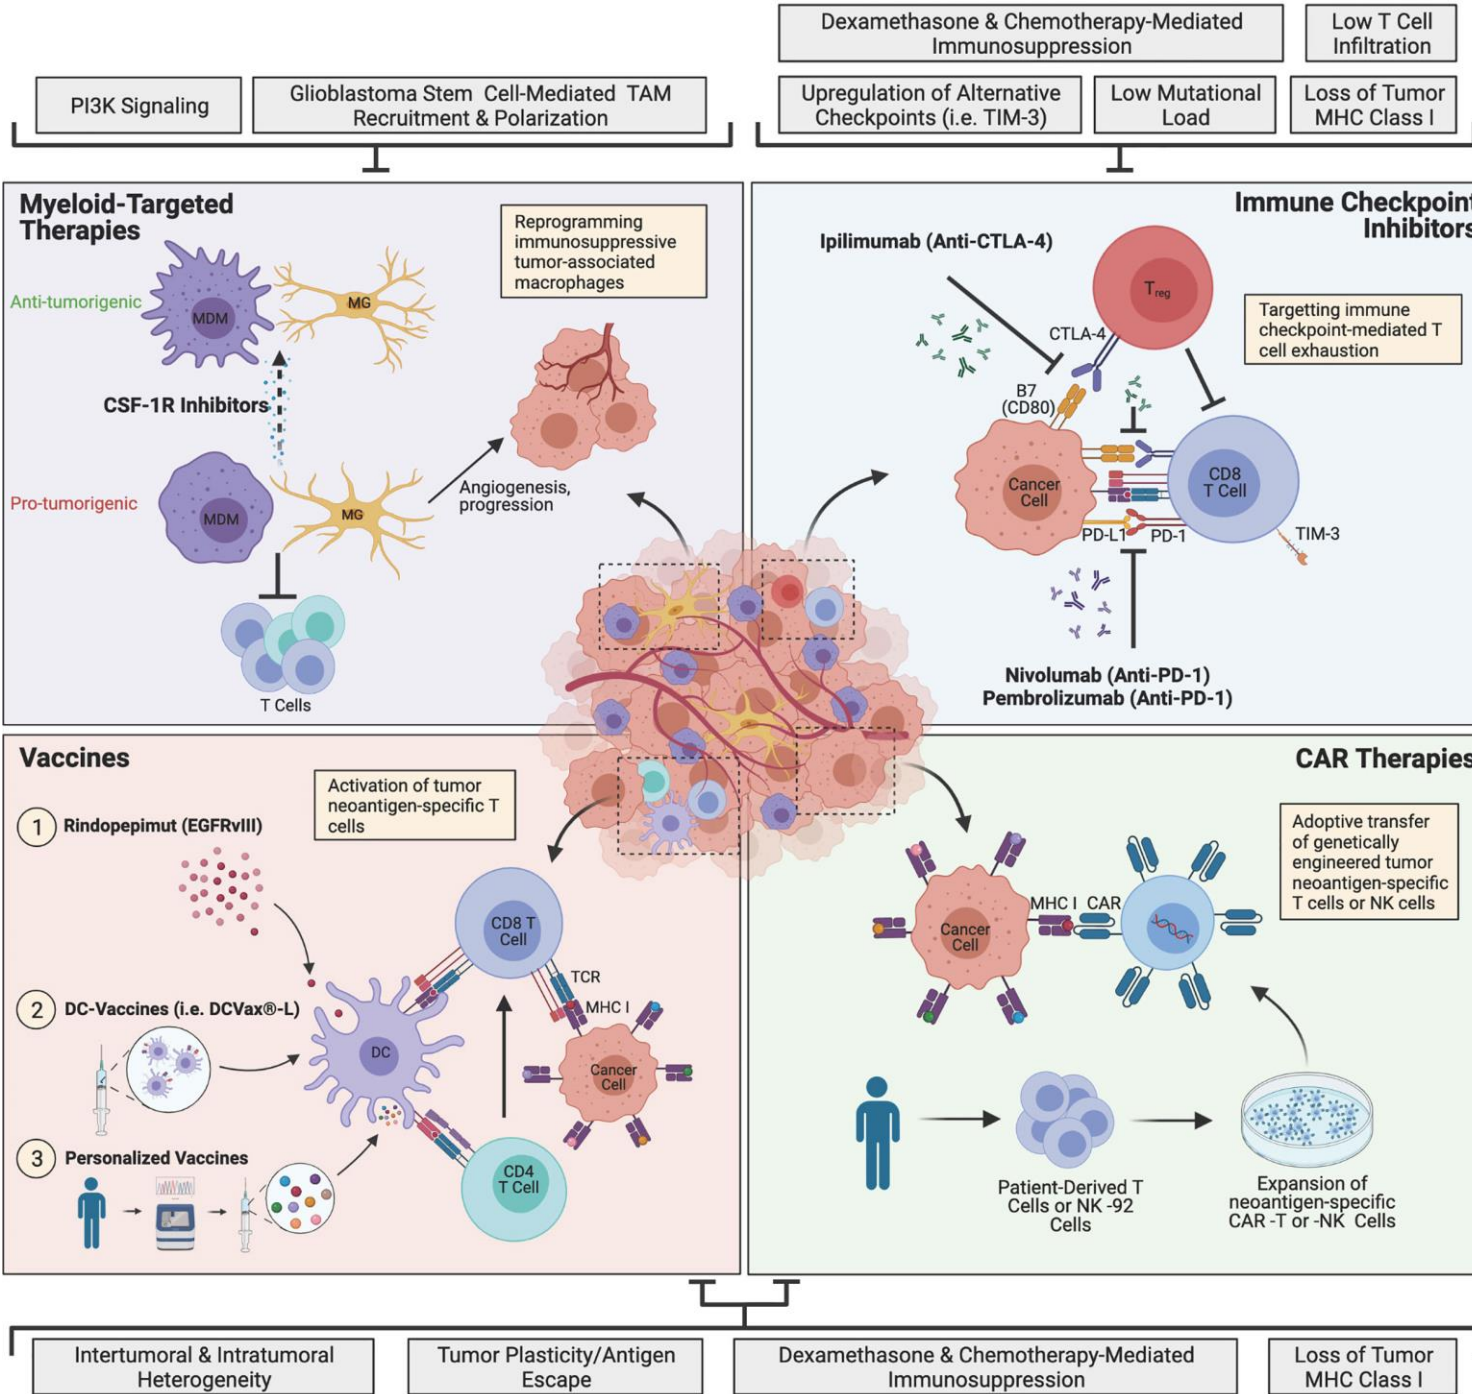 Dexamethasone & Chemotherapy-Mediated
Immunosuppression
Low T Cell
Infiltration
PI3K Signaling
Glioblastoma Stem Cell-Mediated TAM
Recruitment & Polarization
Upregulation of Alternative
Checkpoints (i.e. TIM-3)
Low Mutational
Load
Loss of Tumor
MHC Class I
Myeloid-Targeted
Therapies
Reprogramming
immunosuppressive
tumor-associated
macrophages
Anti-tumorigenic
MDM
MG
CSF-1R Inhibitors
Pro-tumorigenic
MDM
MG
Angiogenesis,
progression
T Cells
Immune Checkpoint
Inhibitors
Ipilimumab (Anti-CTLA-4)
Treg
Targetting immune
checkpoint-mediated T
cell exhaustion
CTLA-4
B7
(CD80)
Cancer
Cell
CD8
T Cell
PD-L1
PD-1
TIM-3
Nivolumab (Anti-PD-1)
Pembrolizumab (Anti-PD-1)
Vaccines
Activation of tumor
neoantigen-specific T
cells
1
Rindopepimut (EGFRvIII)
CD8 T
Cell
TCR
MHC I
2
DC-Vaccines (i.e. DCVax®-L)
DC
Cancer
Cell
3
Personalized Vaccines
CD4
T Cell
CAR Therapies
Adoptive transfer
of genetically
engineered tumor
neoantigen-specific
T cells or NK cells
MHC I
CAR
Cancer
Cell
Patient-Derived T
Cells or NK -92
Cells
Expansion of
neoantigen-specific
CAR -T or -NK Cells
Intertumoral & Intratumoral
Heterogeneity
Tumor Plasticity/Antigen
Escape
Dexamethasone & Chemotherapy-Mediated
Immunosuppression
Loss of Tumor
MHC Class I